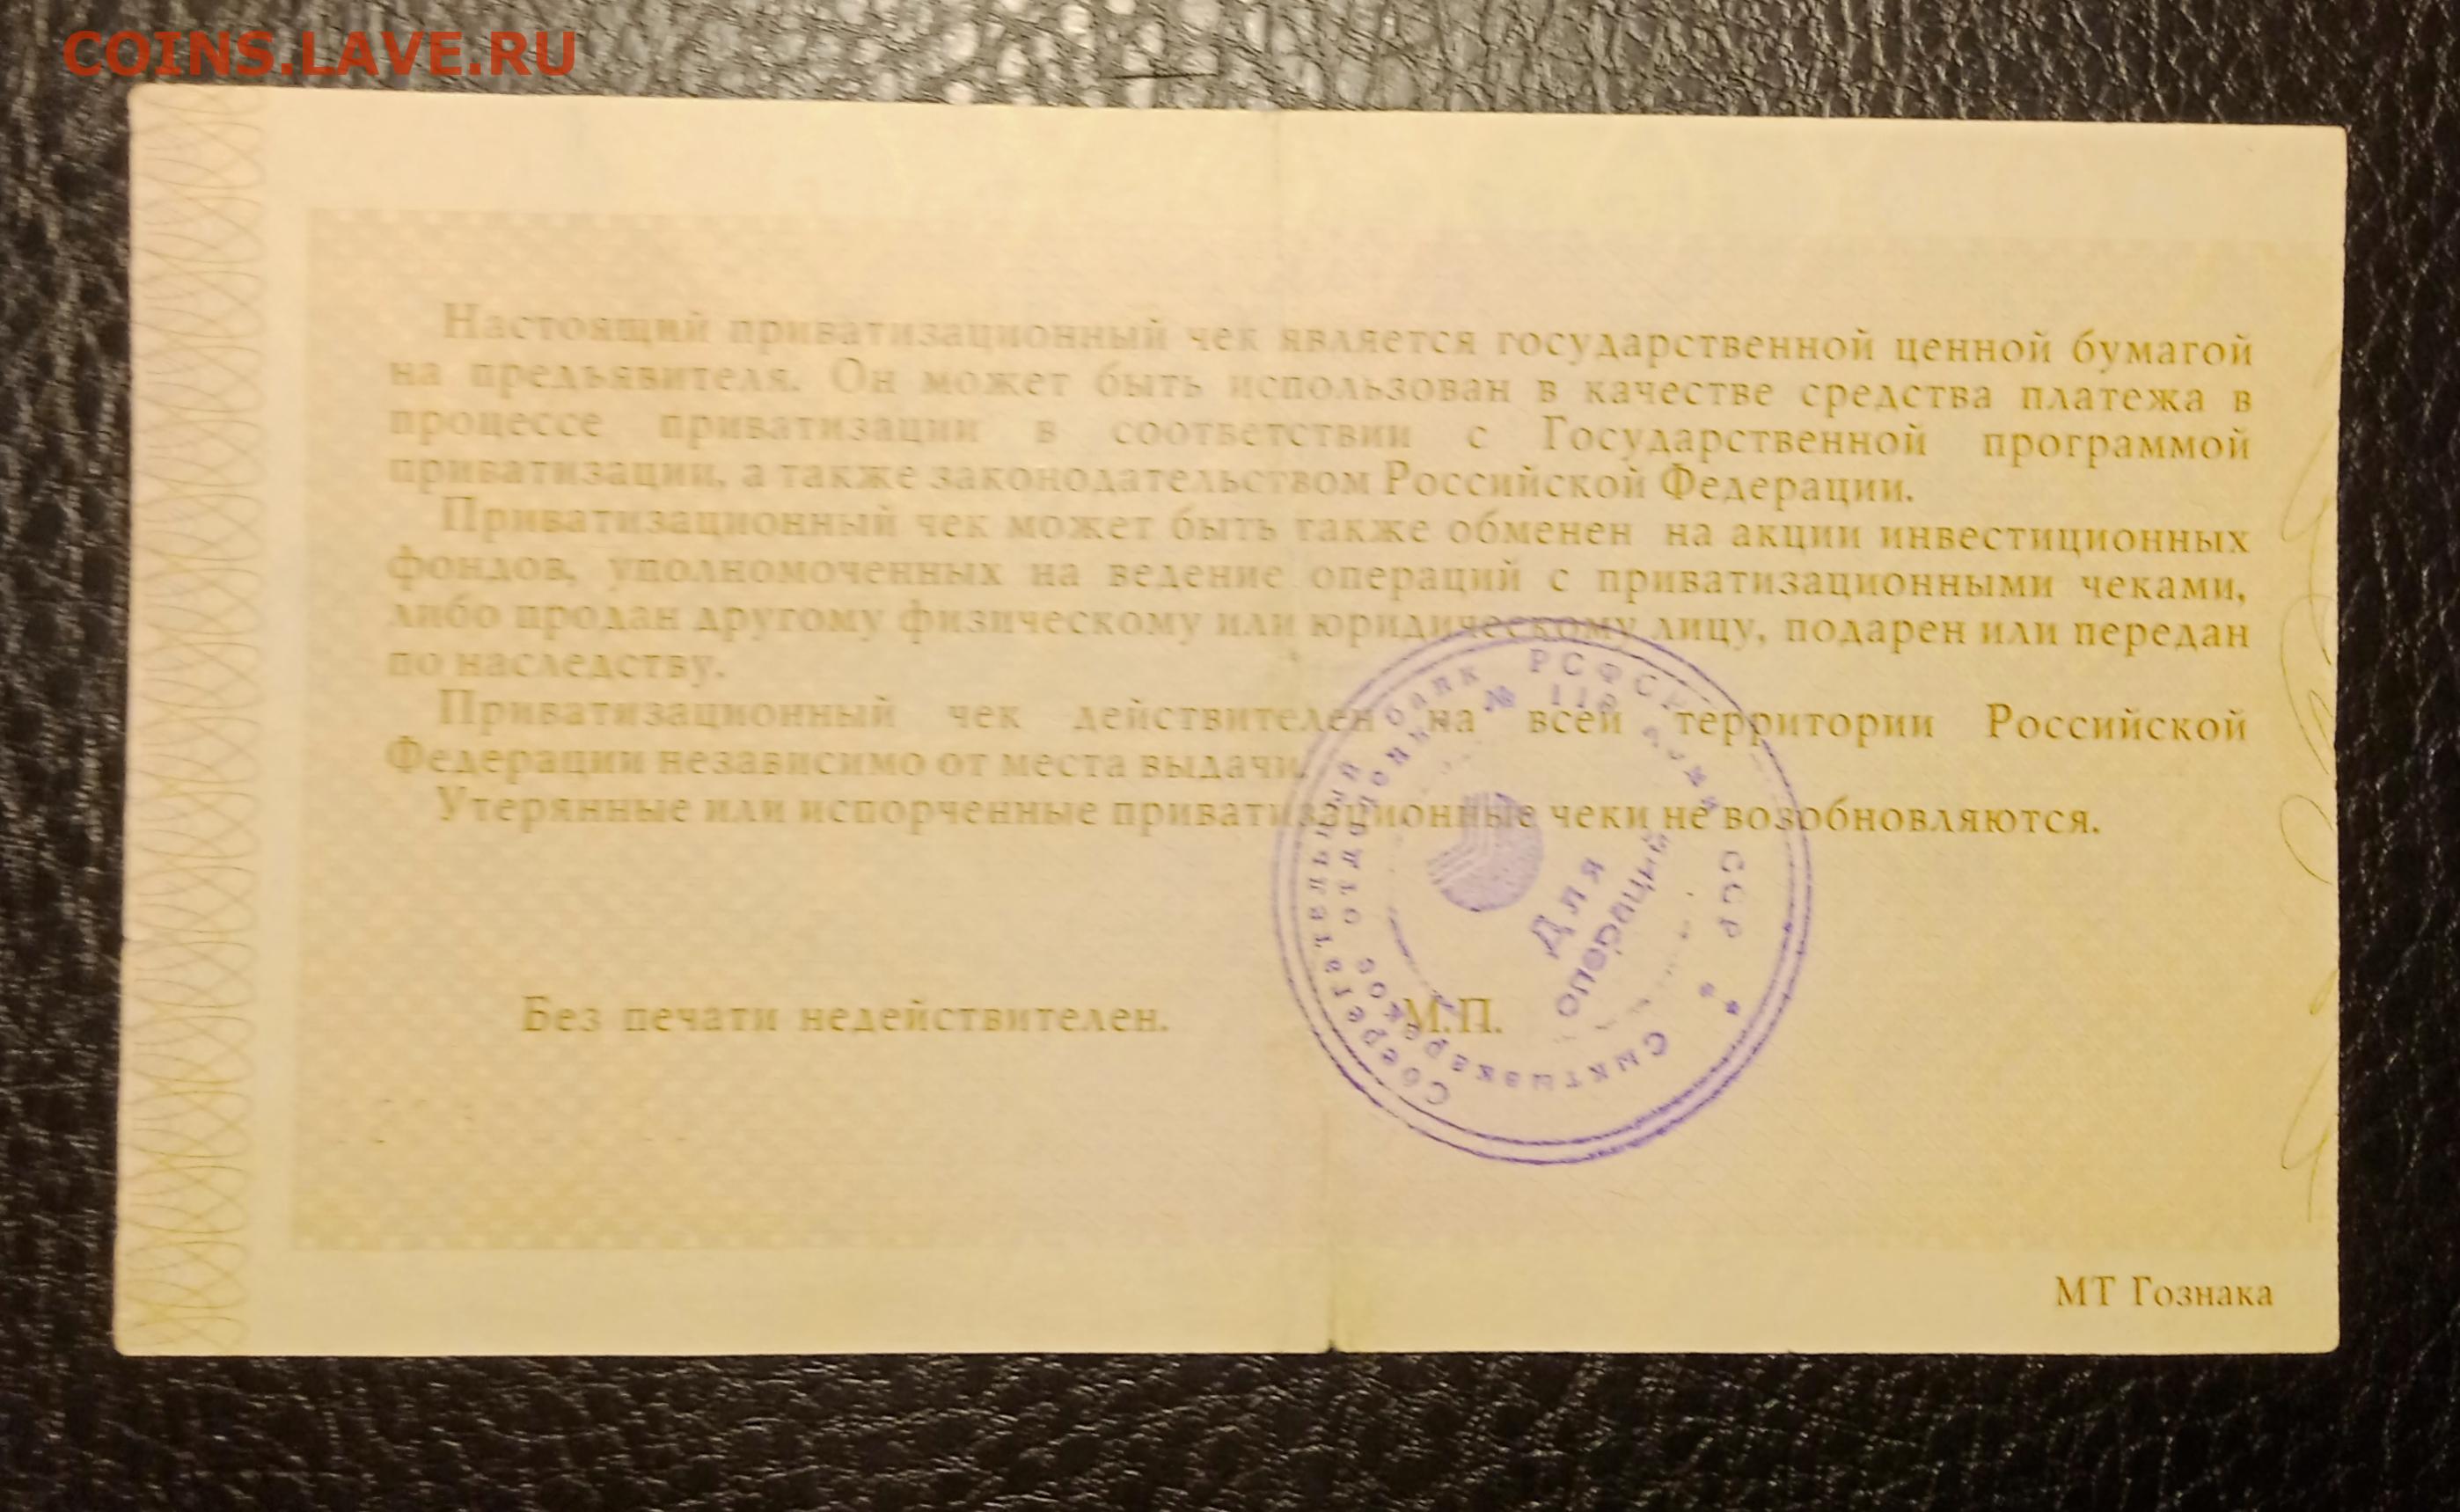 COINS.LAVE.RU
Настоящий приватизационный чек является государственной ценной бумагой
на предъявителя. Он может быть использован в качестве средства платежа в
процессе приватизации в соответствии с Государственной программой
приватизации, а также законодательством Российской Федерации.
Приватизационный чек может быть также обменен на акции инвестиционных
фондов, уполномоченных на ведение операций с приватизационными чеками,
либо продан другому физическому или юридическому лицу, подарен или передан
по наследству.
Приватизационный чек действителен на всей территории Российской
Федерации независимо от места выдачи.
Утерянные или испорченные приватизационные чеки не возобновляются.
Без печати недействителен. М.П.
Сберегательный банк РСФСР
Сыктывкарское
ССР
Для
операций
МТ Гознака